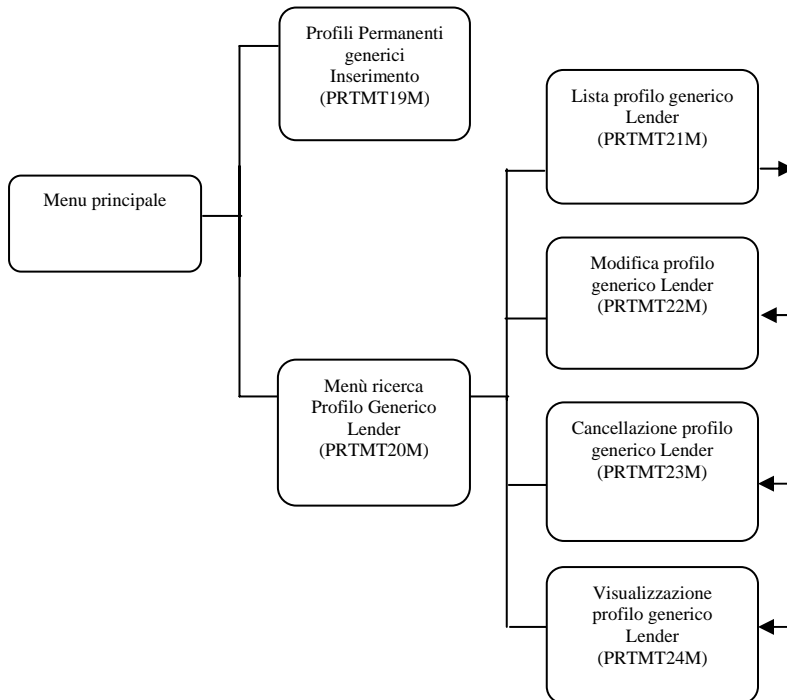 Profili Permanenti
generici
Inserimento
(PRTMT19M)
Lista profilo generico
Lender
(PRTMT21M)
Menu principale
Modifica profilo
generico Lender
(PRTMT22M)
Menù ricerca
Profilo Generico
Lender
(PRTMT20M)
Cancellazione profilo
generico Lender
(PRTMT23M)
Visualizzazione
profilo generico
Lender
(PRTMT24M)